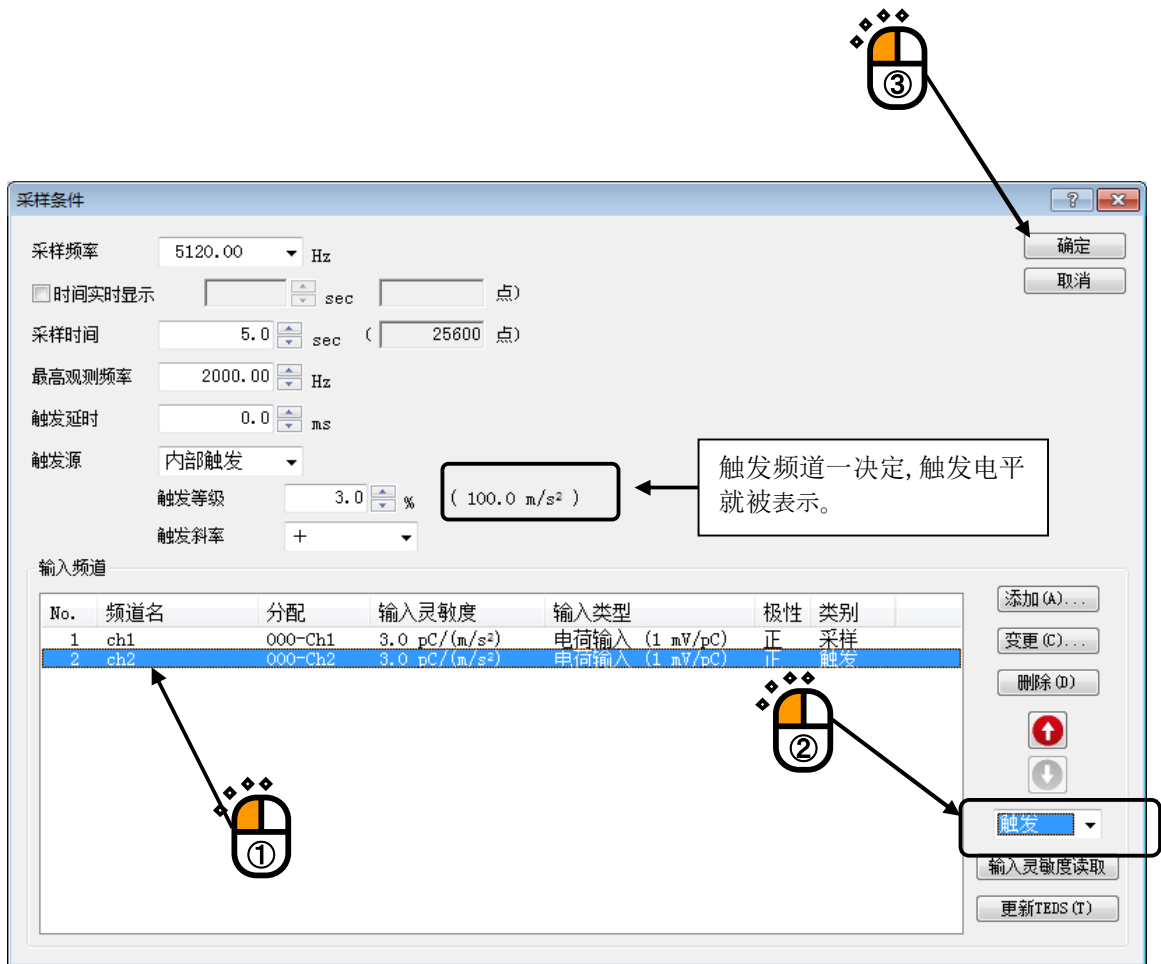 ③
采样条件
采样频率 5120.00 Hz
确定
时间实时显示 sec 点)
取消
采样时间 5.0 sec ( 25600 点)
最高观测频率 2000.00 Hz
触发延时 0.0 ms
触发源 内部触发
触发等级 3.0 % ( 100.0 m/s² )
触发频道一决定,触发电平
就被表示。
触发斜率 +
输入频道
No. 频道名 分配 输入灵敏度 输入类型 极性 类别
1 ch1 000-Ch1 3.0 pC/(m/s²) 电荷输入 (1 mV/pC) 正 采样
2 ch2 000-Ch2 3.0 pC/(m/s²) 电荷输入 (1 mV/pC) 正 触发
添加(A)...
变更(C)...
删除(D)
②
①
触发
输入灵敏度读取
更新TEDS(T)